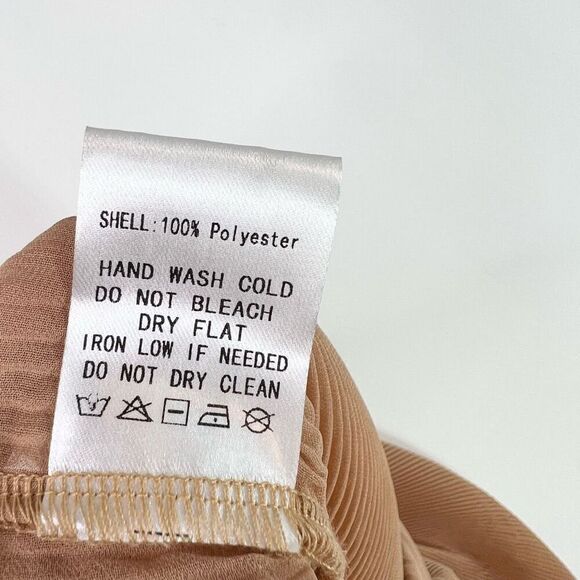 SHELL:100% Polyester
HAND WASH COLD
DO NOT BLEACH
DRY FLAT
IRON LOW IF NEEDED
DO NOT DRY CLEAN